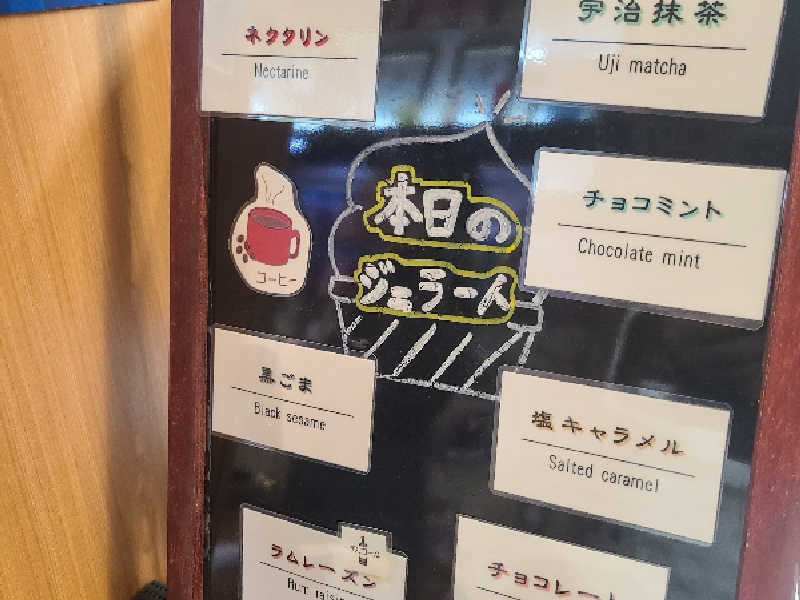 ネクタリン
Nectarine
宇治抹茶
Uji matcha
本日の
ジェラート
コーヒー
チョコミント
Chocolate mint
黒ごま
Black sesame
塩キャラメル
Salted caramel
ラムレーズン
Rum raisin
チョコレート